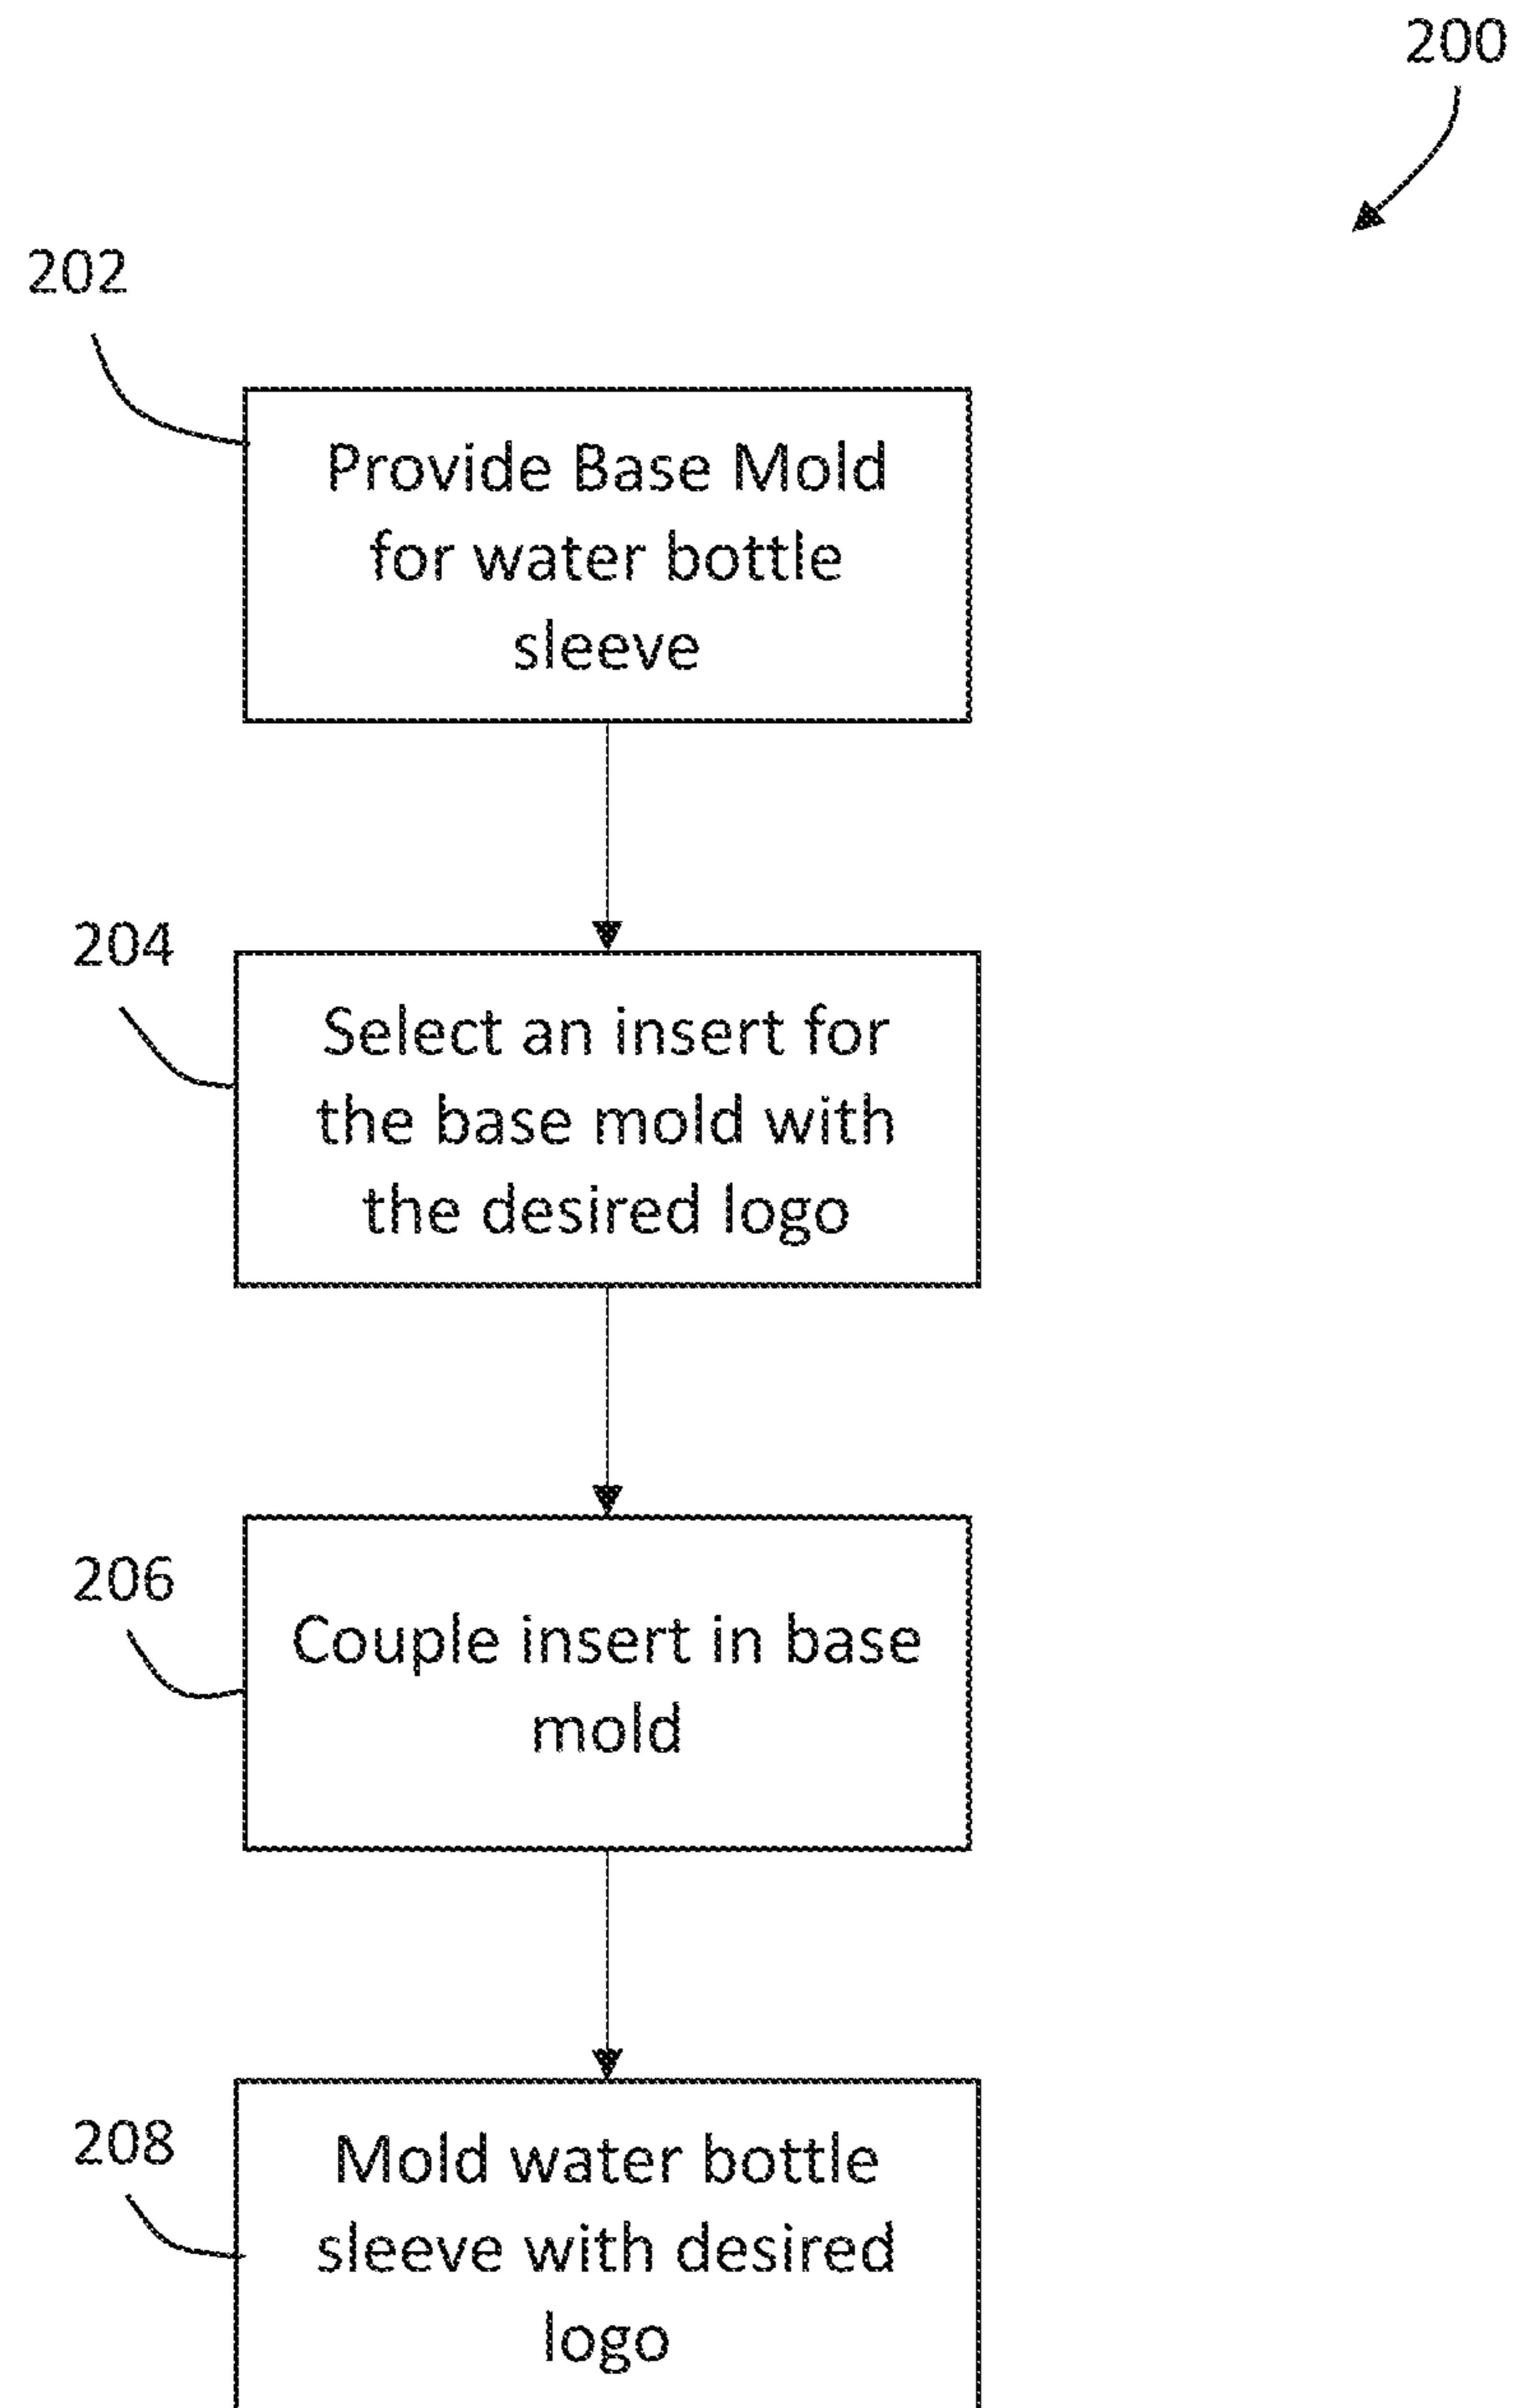 200
202
Provide Base Mold
for water bottle
sleeve
204
Select an insert for
the base mold with
the desired logo
206
Couple insert in base
mold
208
Mold water bottle
sleeve with desired
logo